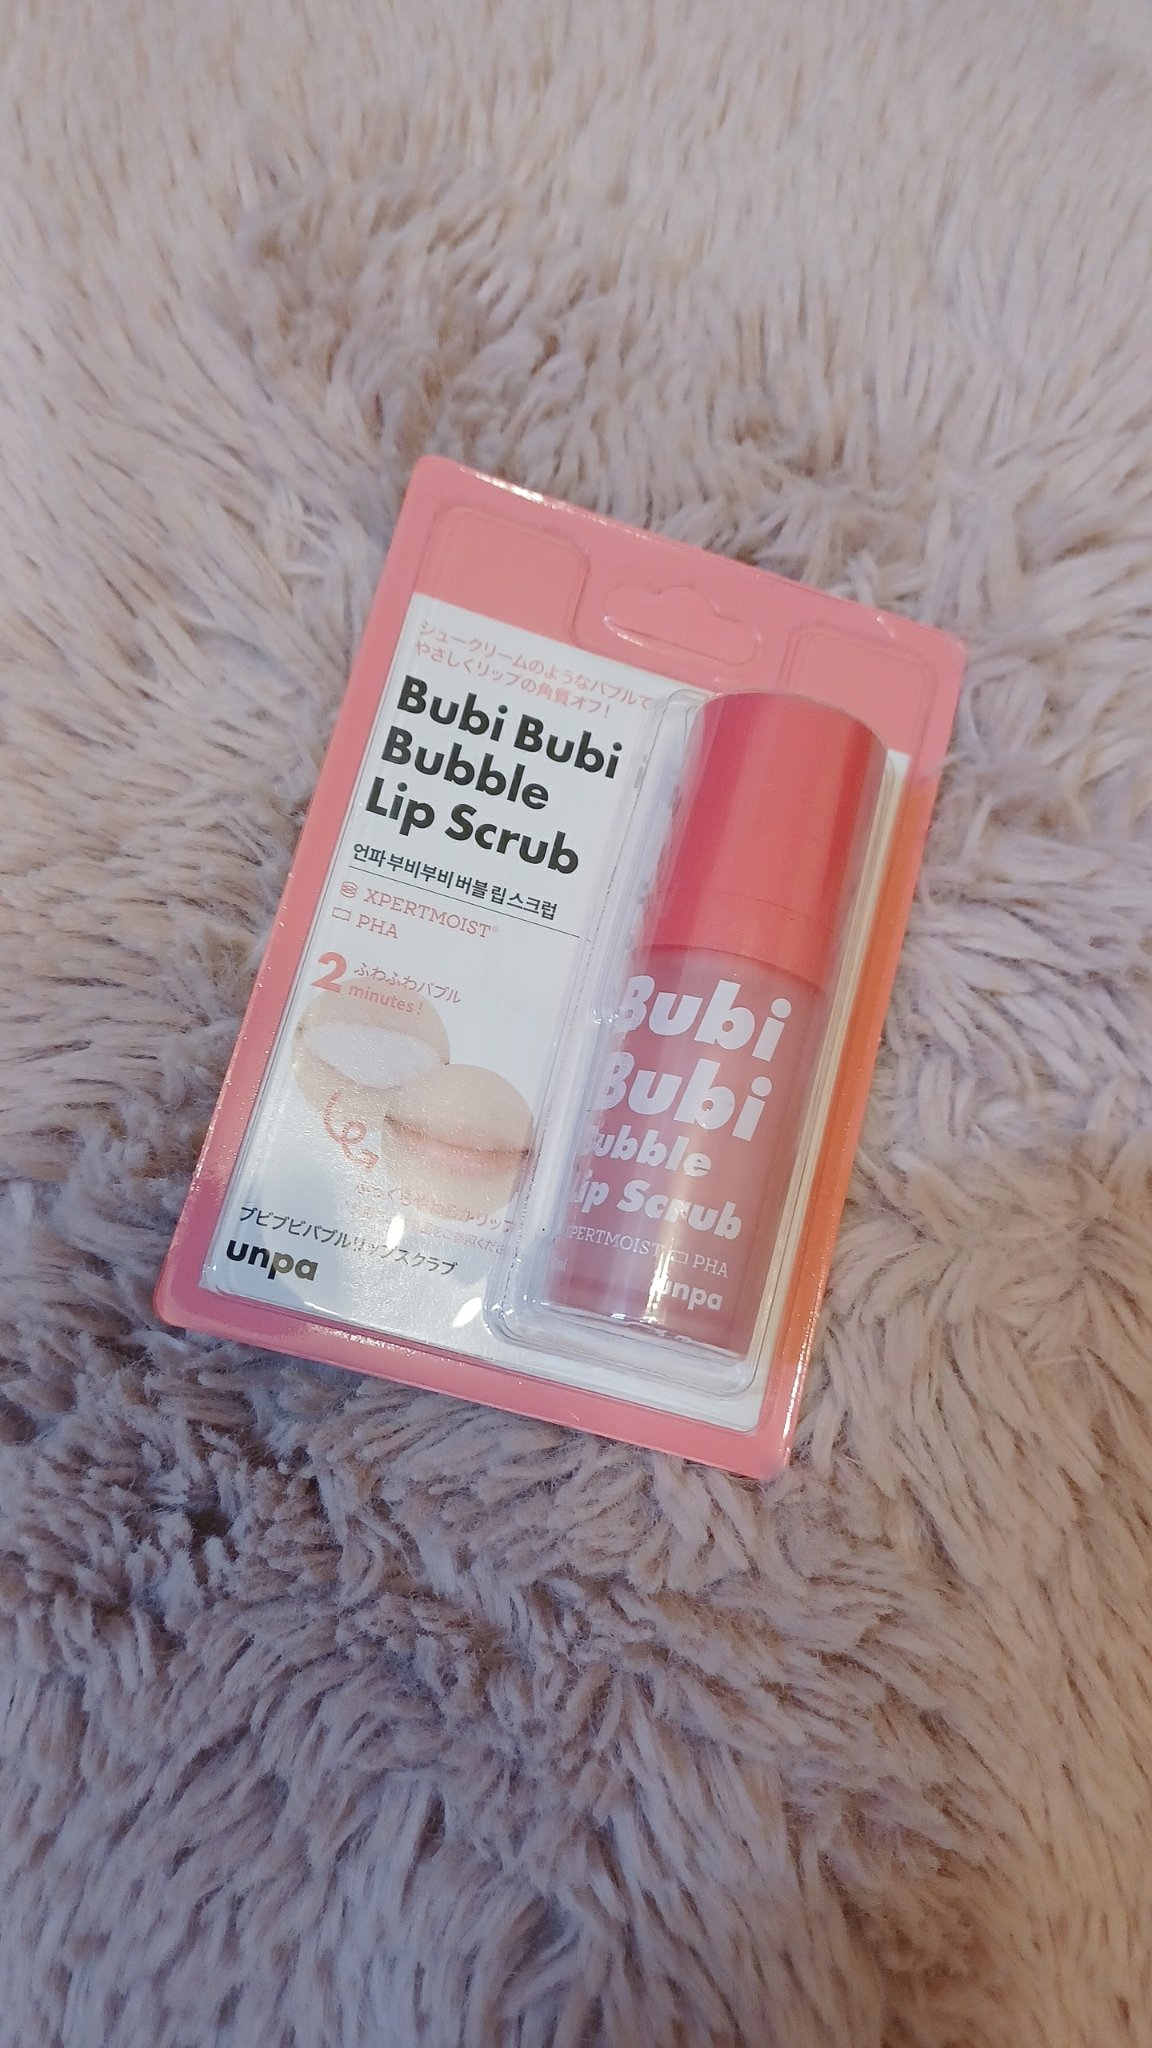 シュークリームのようなバブルで
やさしくリップの角質オフ！
Bubi Bubi
Bubble
Lip Scrub
언파 부비부비 버블 립 스크럽
XPERTMOIST®
PHA
2 ふわふわバブル
minutes!
ブビブビバブルリップスクラブ
unpa
Bubi
Bubi
Bubble
Lip Scrub
XPERTMOIST PHA
unpa